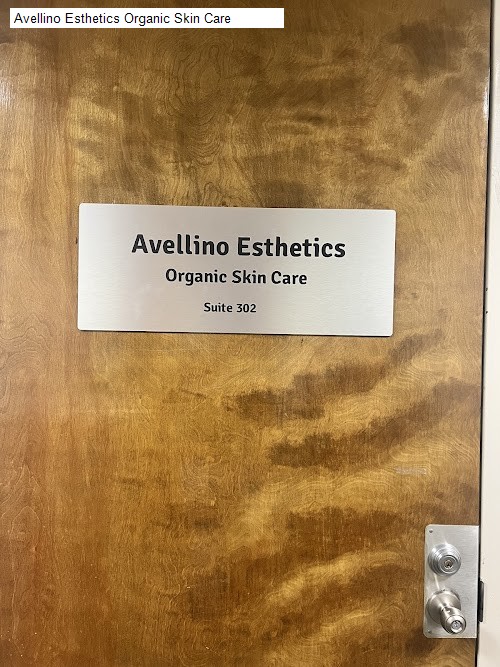 Avellino Esthetics Organic Skin Care
Avellino Esthetics
Organic Skin Care
Suite 302